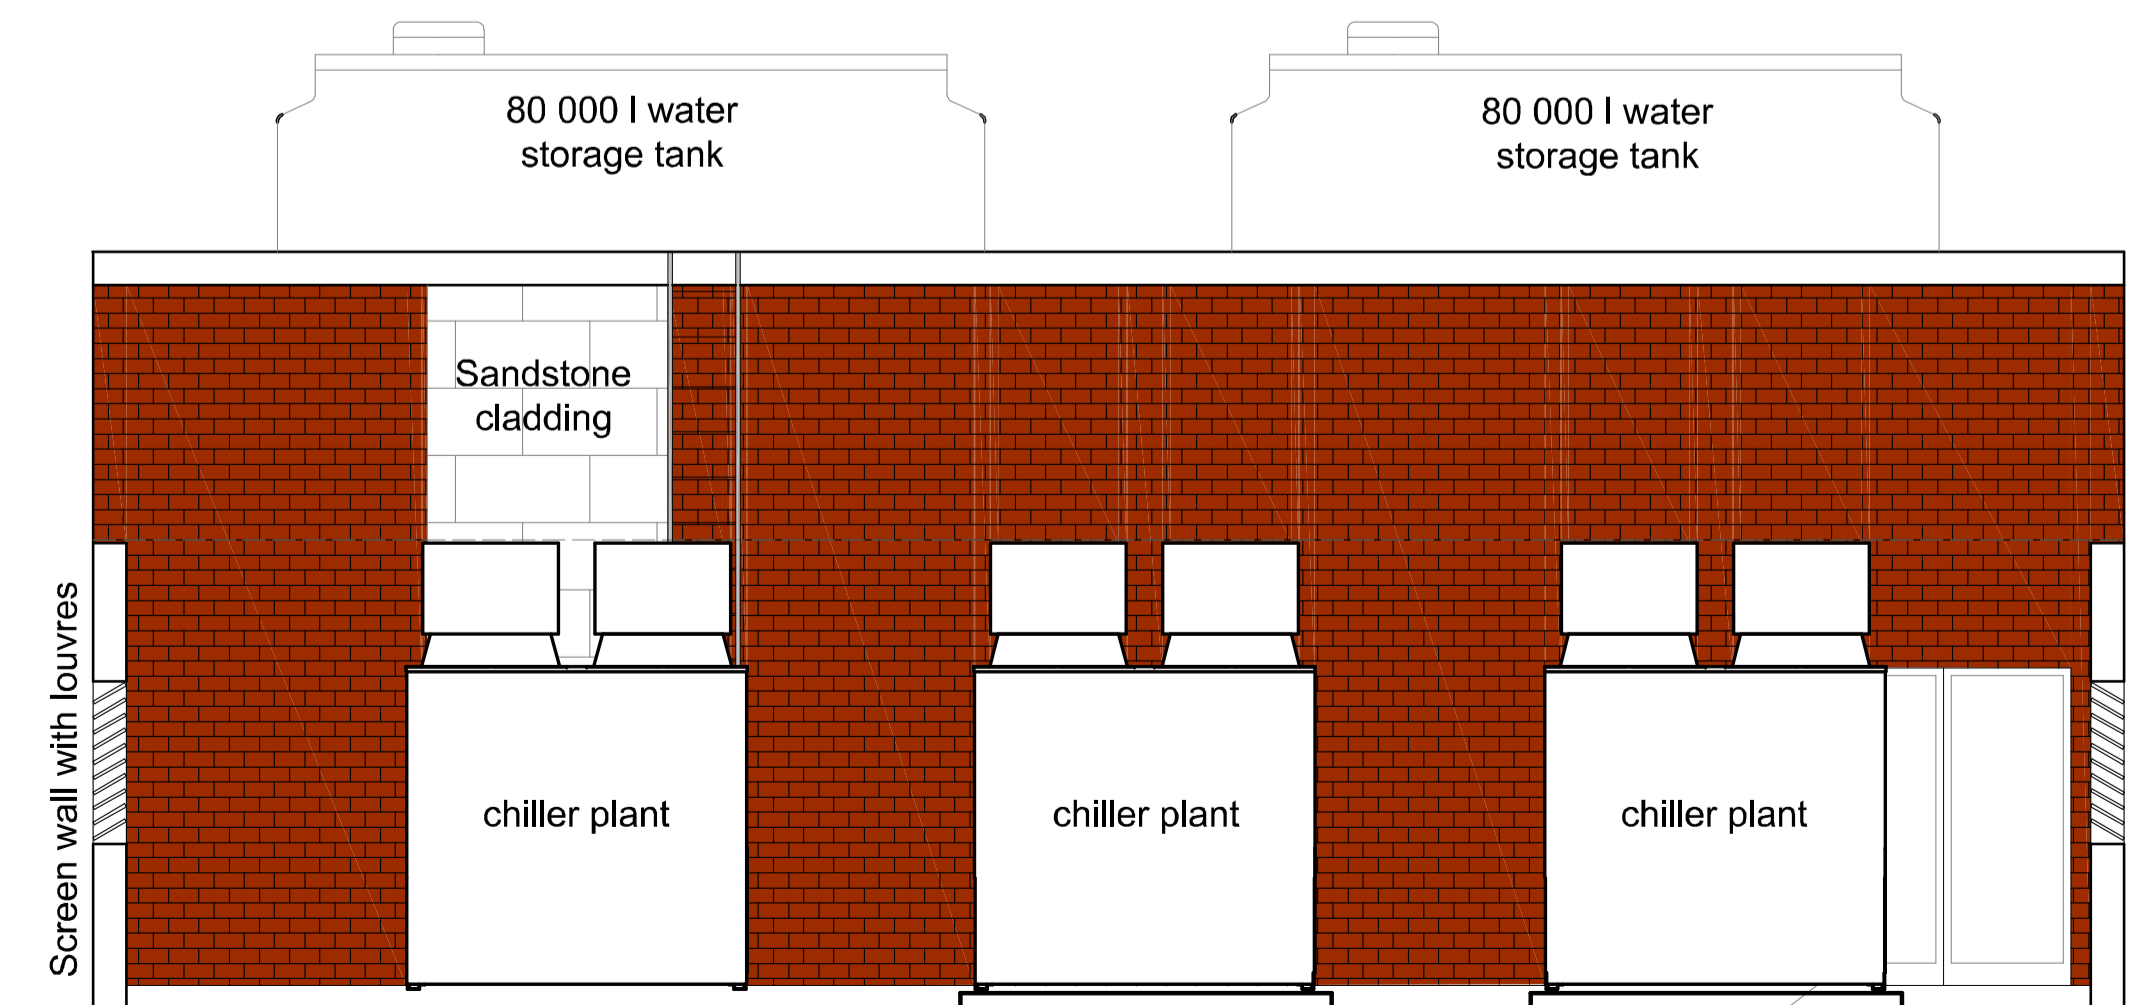 80 000 l water
storage tank
80 000 l water
storage tank
Sandstone
cladding
Screen wall with louvres
chiller plant
chiller plant
chiller plant